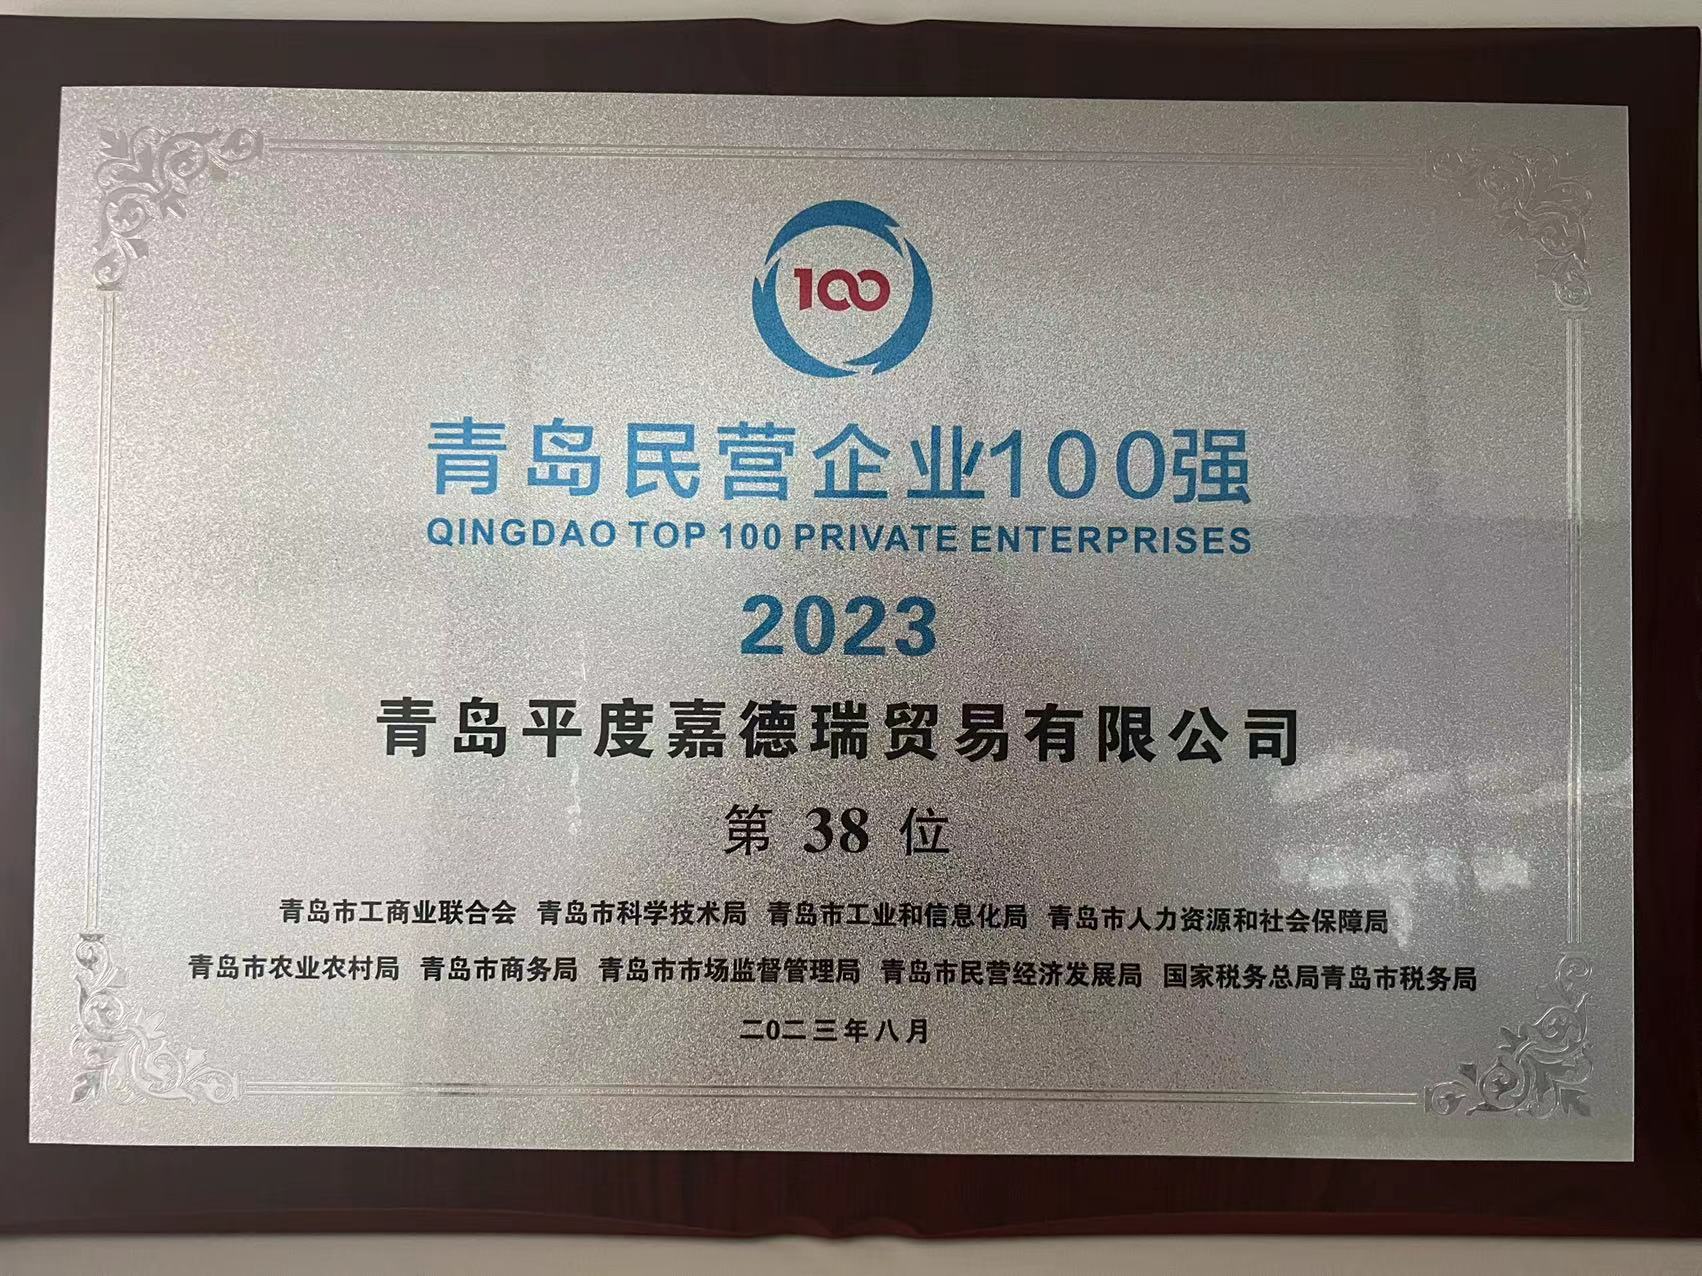 100
青岛民营企业100强
QINGDAO TOP 100 PRIVATE ENTERPRISES
2023
青岛平度嘉德瑞贸易有限公司
第 38 位
青岛市工商业联合会 青岛市科学技术局 青岛市工业和信息化局 青岛市人力资源和社会保障局
青岛市农业农村局 青岛市商务局 青岛市市场监督管理局 青岛市民营经济发展局 国家税务总局青岛市税务局
二0二三年八月